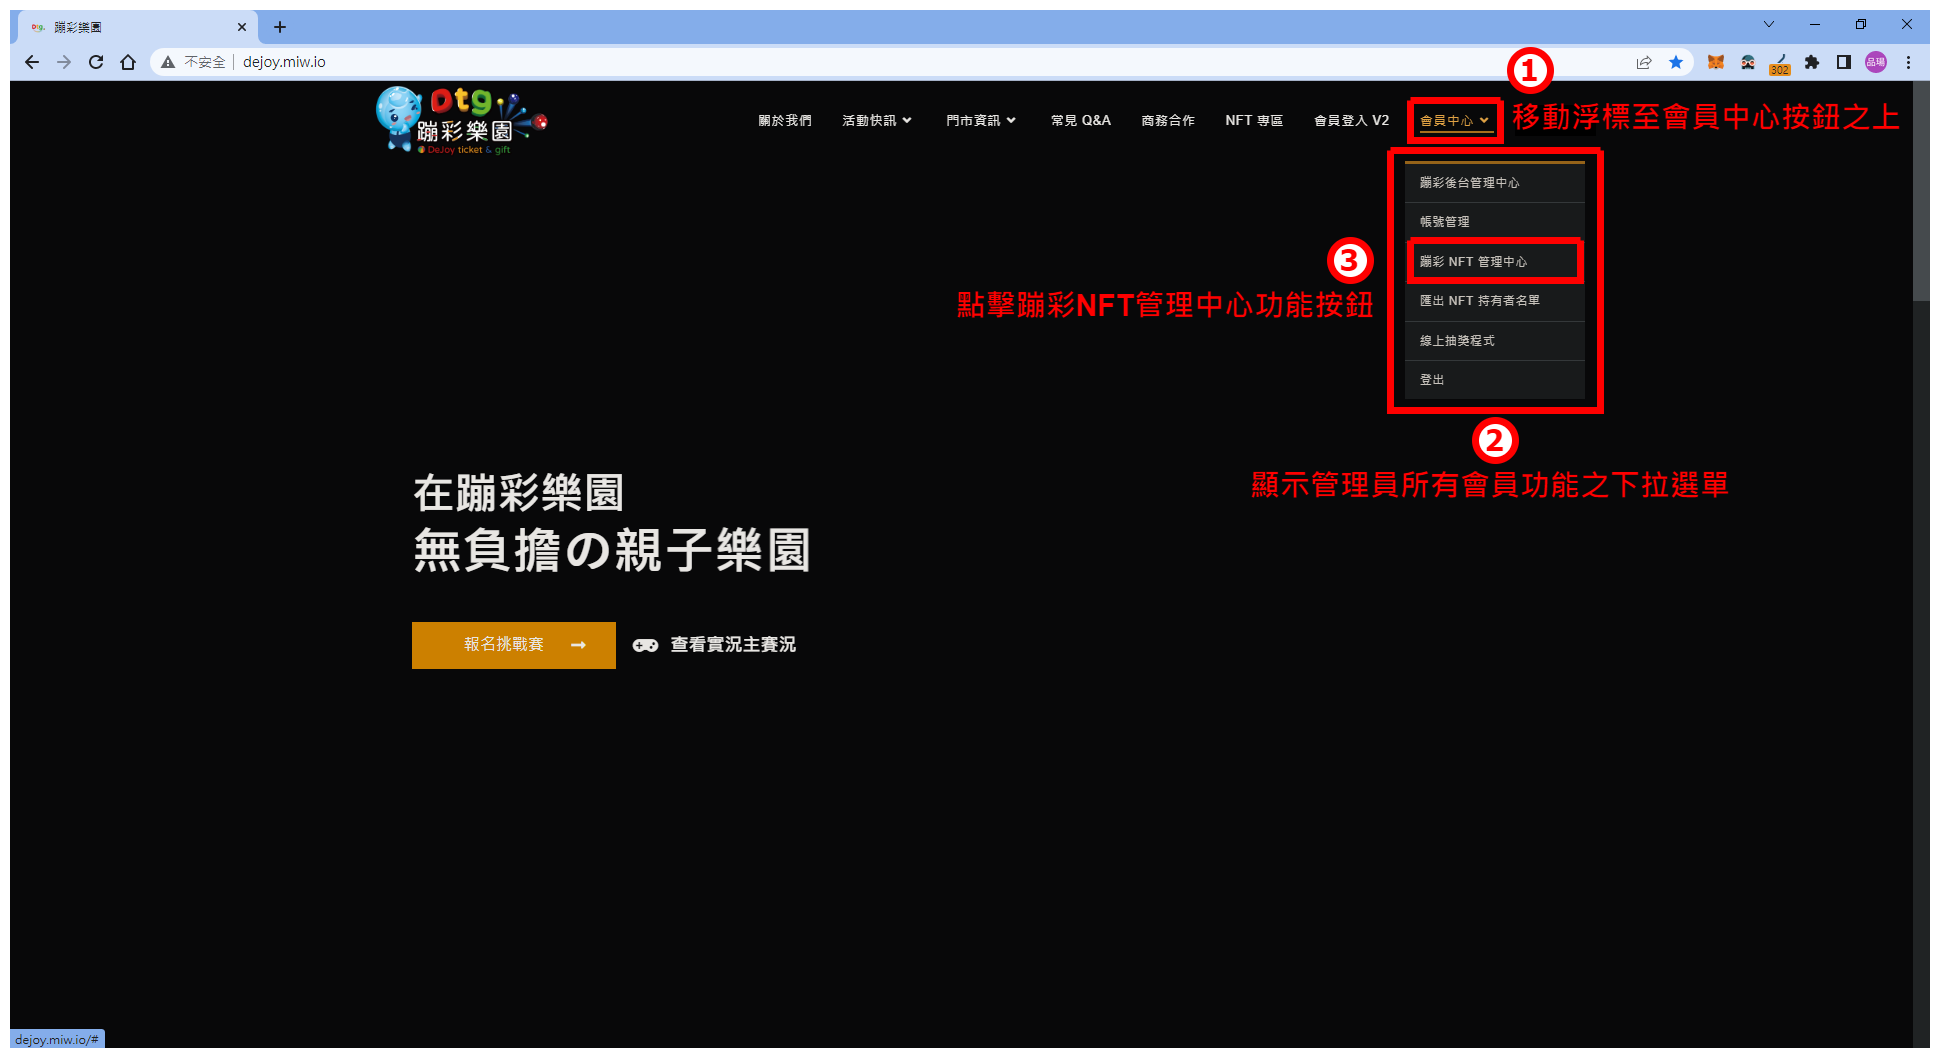 Dtg. 蹦彩樂園
不安全
dejoy.miw.io
302
品瑒
Dtg
蹦彩樂園
DeJoy ticket & gift
關於我們
活動快訊
門市資訊
常見 Q&A
商務合作
NFT 專區
會員登入 V2
會員中心
1
移動浮標至會員中心按鈕之上
蹦彩後台管理中心
帳號管理
蹦彩 NFT 管理中心
匯出 NFT 持有者名單
線上抽獎程式
登出
3
點擊蹦彩NFT管理中心功能按鈕
2
顯示管理員所有會員功能之下拉選單
在蹦彩樂園
無負擔の親子樂園
報名挑戰賽
查看實況主賽況
dejoy.miw.io/#